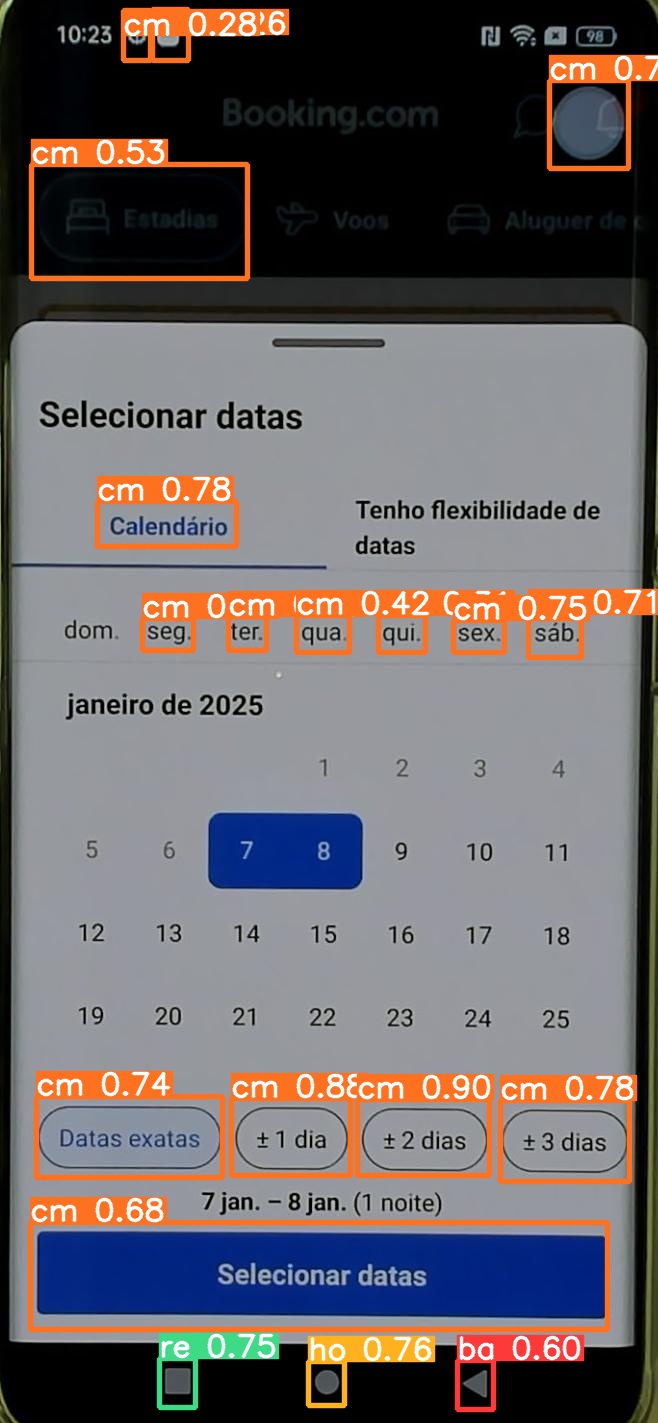 10:23 cm 0.28 26 98
cm 0.7
Booking.com
cm 0.53
Estadias Voos Aluguer de c
Selecionar datas
cm 0.78
Calendário
Tenho flexibilidade de
datas
cm 0 cm cm 0.42 cm 0.75 0.71
dom. seg. ter. qua. qui. sex. sáb.
janeiro de 2025
1 2 3 4
5 6 7 8 9 10 11
12 13 14 15 16 17 18
19 20 21 22 23 24 25
cm 0.74 cm 0.88 cm 0.90 cm 0.78
Datas exatas ± 1 dia ± 2 dias ± 3 dias
7 jan. – 8 jan. (1 noite)
cm 0.68
Selecionar datas
re 0.75 ho 0.76 ba 0.60